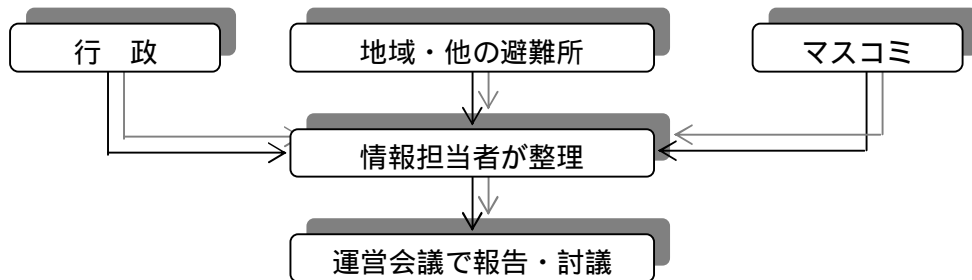 行　政
地域・他の避難所
マスコミ
情報担当者が整理
運営会議で報告・討議